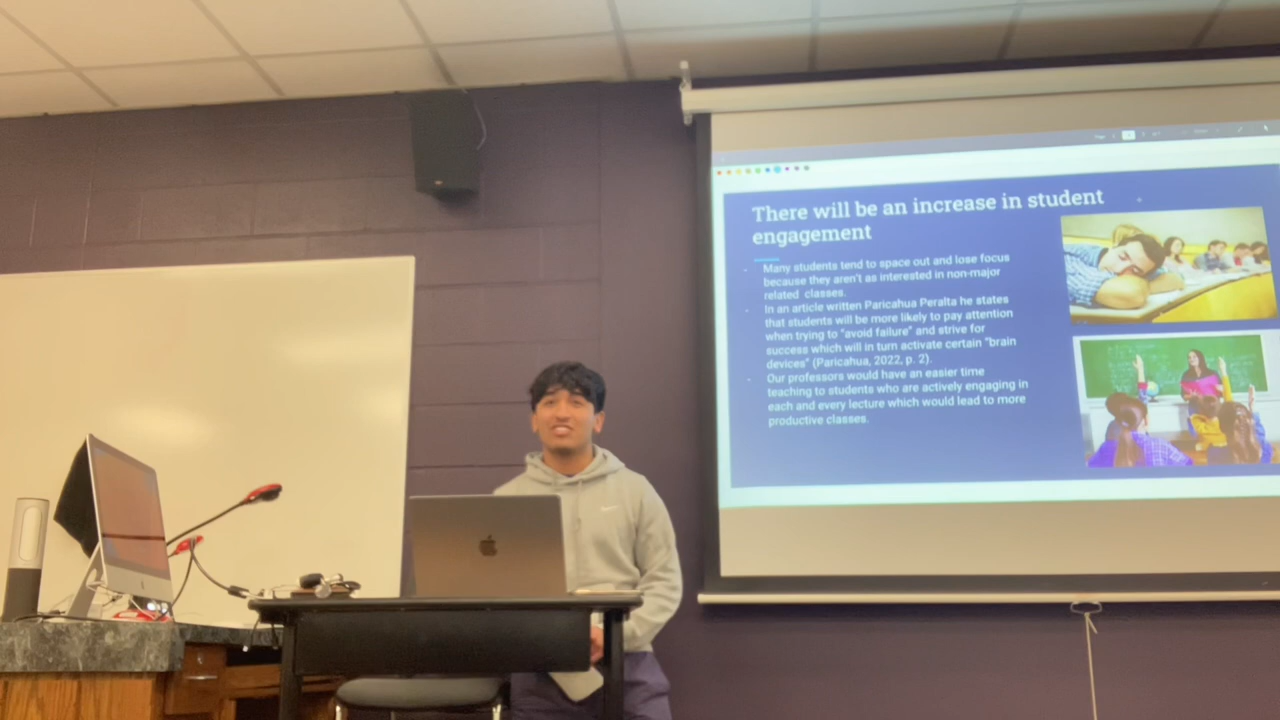 There will be an increase in student
engagement
- Many students tend to space out and lose focus
because they aren't as interested in non-major
related classes.
- In an article written Paricahua Peralta he states
that students will be more likely to pay attention
when trying to "avoid failure" and strive for
success which will in turn activate certain "brain
devices" (Paricahua, 2022, p. 2).
- Our professors would have an easier time
teaching to students who are actively engaging in
each and every lecture which would lead to more
productive classes.